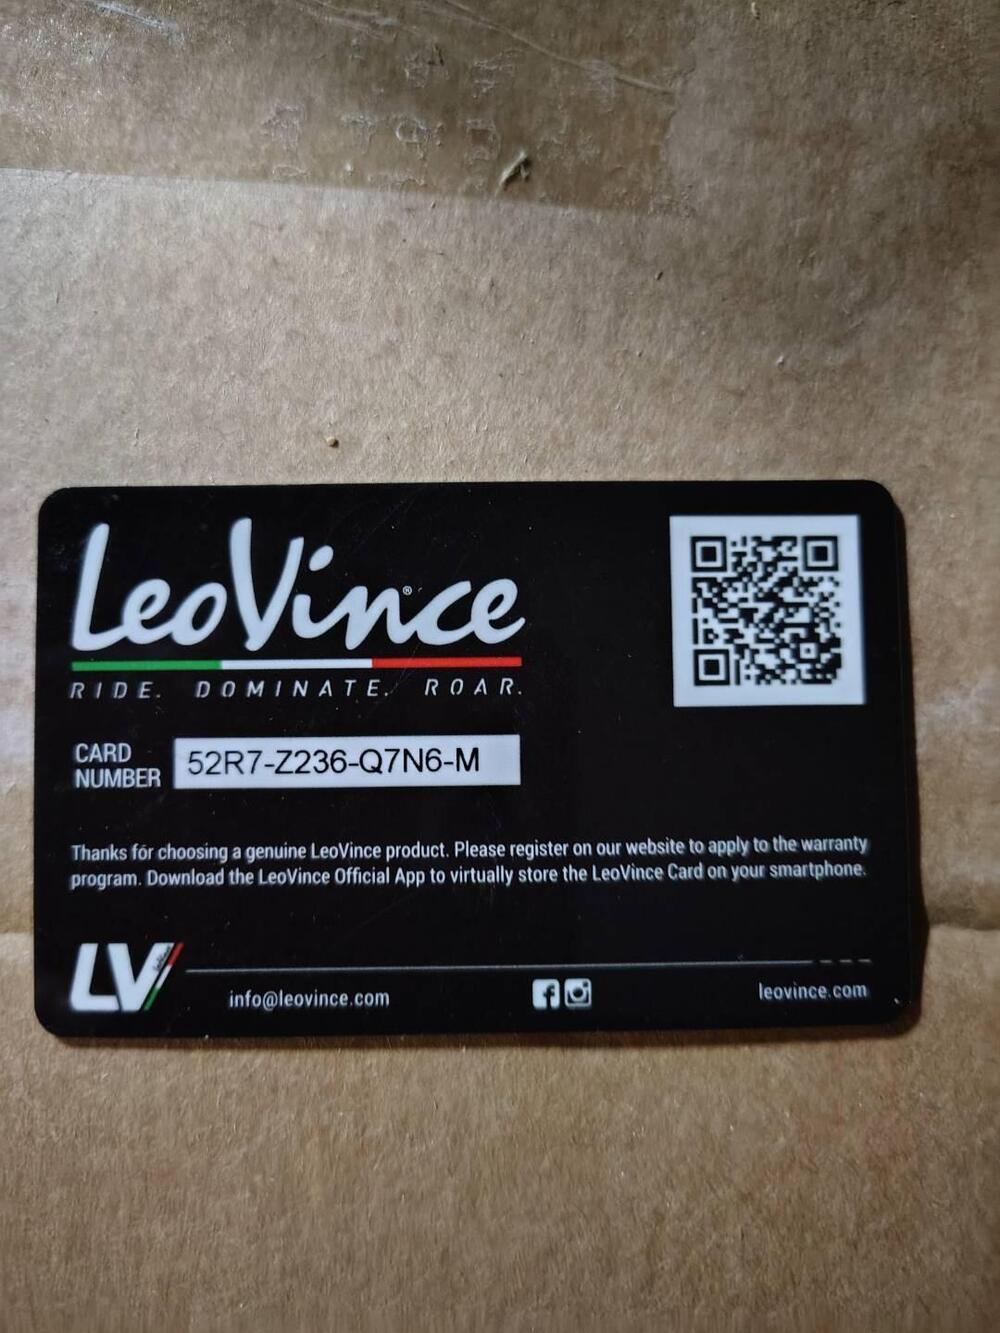 LeoVince®
RIDE. DOMINATE. ROAR.
CARD
NUMBER
52R7-Z236-Q7N6-M
Thanks for choosing a genuine LeoVince product. Please register on our website to apply to the warranty
program. Download the LeoVince Official App to virtually store the LeoVince Card on your smartphone.
LV
info@leovince.com
leovince.com